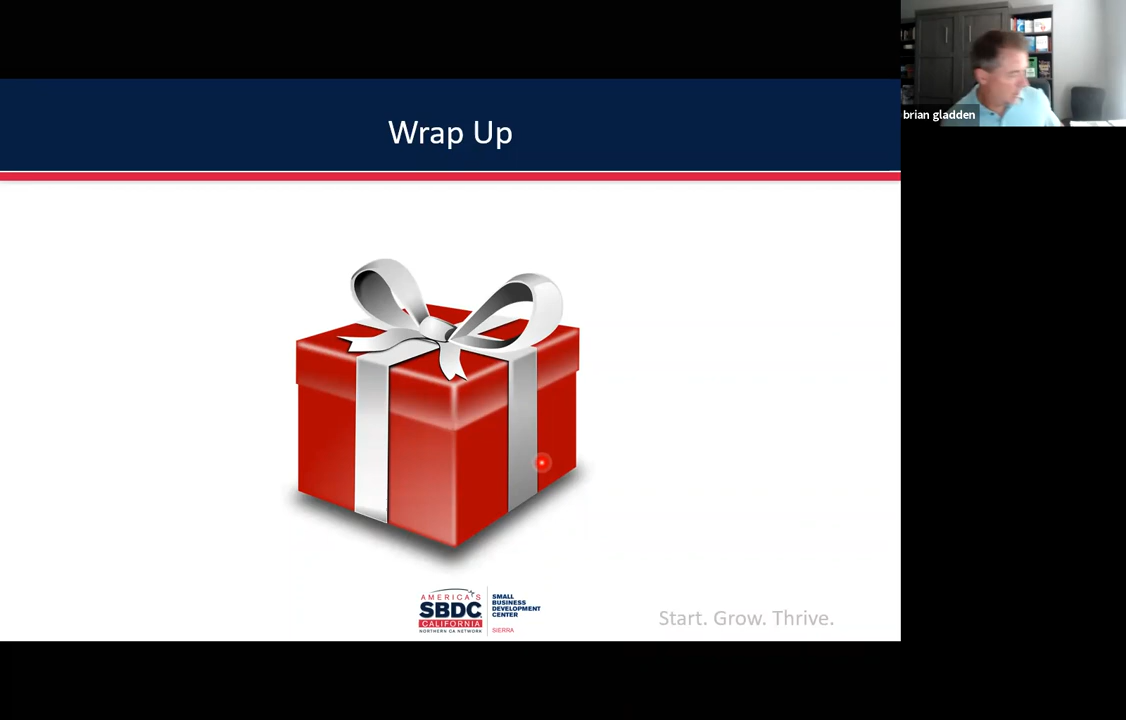 Wrap Up
brian gladden
AMERICA'S
SBDC
CALIFORNIA
NORTHERN CA NETWORK
SMALL
BUSINESS
DEVELOPMENT
CENTER
SIERRA
Start. Grow. Thrive.